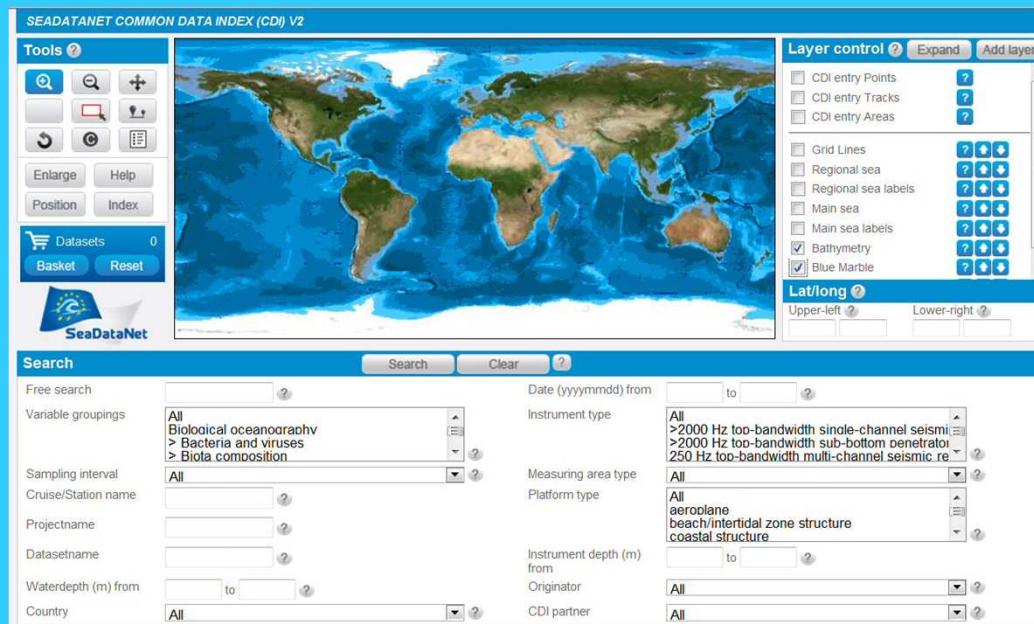 SEADATANET COMMON DATA INDEX (CDI) V2
Tools ?
Enlarge Help
Position Index
Datasets 0
Basket Reset
SeaDataNet
Layer control ? Expand Add layer
CDI entry Points ?
CDI entry Tracks ?
CDI entry Areas ?
Grid Lines ?
Regional sea ?
Regional sea labels ?
Main sea ?
Main sea labels ?
Bathymetry ?
Blue Marble ?
Lat/long ?
Upper-left ? Lower-right ?
Search Search Clear ?
Free search ?
Variable groupings
All
Biological oceanography
> Bacteria and viruses
> Biota composition
?
Sampling interval All ?
Cruise/Station name ?
Projectname ?
Datasetname ?
Waterdepth (m) from to ?
Country All ?
Date (yyyymmdd) from to ?
Instrument type
All
>2000 Hz top-bandwidth single-channel seismi
>2000 Hz top-bandwidth sub-bottom penetrator
250 Hz top-bandwidth multi-channel seismic re
?
Measuring area type All ?
Platform type
All
aeroplane
beach/intertidal zone structure
coastal structure
?
Instrument depth (m) to ?
from
Originator All ?
CDI partner All ?